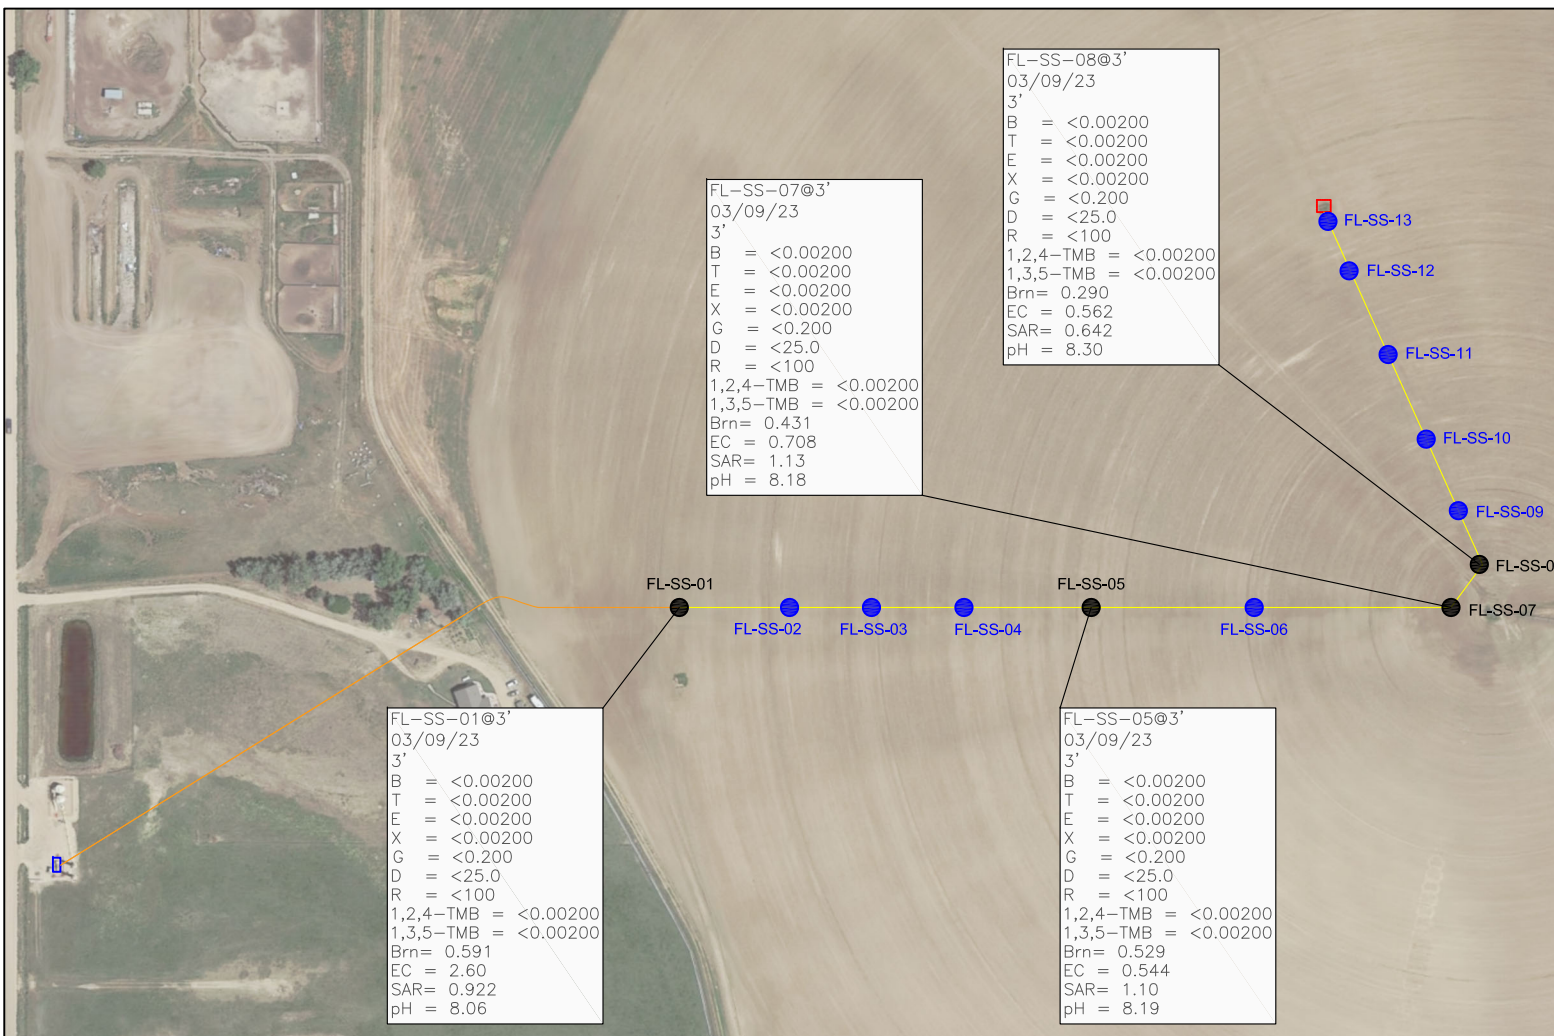 FL-SS-08@3'
03/09/23
3'
B = <0.00200
T = <0.00200
E = <0.00200
X = <0.00200
G = <0.200
D = <25.0
R = <100
1,2,4-TMB = <0.00200
1,3,5-TMB = <0.00200
Brn= 0.290
EC = 0.562
SAR= 0.642
pH = 8.30
FL-SS-07@3'
03/09/23
3'
B = <0.00200
T = <0.00200
E = <0.00200
X = <0.00200
G = <0.200
D = <25.0
R = <100
1,2,4-TMB = <0.00200
1,3,5-TMB = <0.00200
Brn= 0.431
EC = 0.708
SAR= 1.13
pH = 8.18
FL-SS-13
FL-SS-12
FL-SS-11
FL-SS-10
FL-SS-09
FL-SS-0
FL-SS-07
FL-SS-01
FL-SS-05
FL-SS-02
FL-SS-03
FL-SS-04
FL-SS-06
FL-SS-01@3'
03/09/23
3'
B = <0.00200
T = <0.00200
E = <0.00200
X = <0.00200
G = <0.200
D = <25.0
R = <100
1,2,4-TMB = <0.00200
1,3,5-TMB = <0.00200
Brn= 0.591
EC = 2.60
SAR= 0.922
pH = 8.06
FL-SS-05@3'
03/09/23
3'
B = <0.00200
T = <0.00200
E = <0.00200
X = <0.00200
G = <0.200
D = <25.0
R = <100
1,2,4-TMB = <0.00200
1,3,5-TMB = <0.00200
Brn= 0.529
EC = 0.544
SAR= 1.10
pH = 8.19